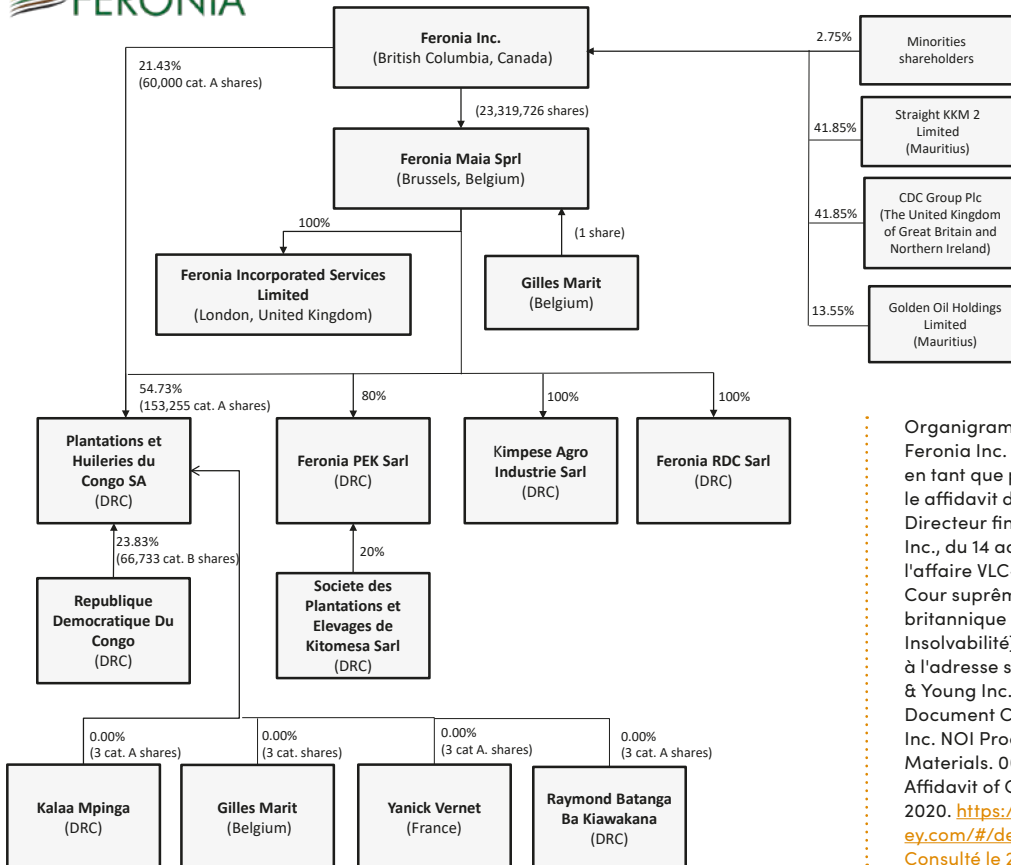 FERONIA
Feronia Inc.
(British Columbia, Canada)
21.43%
(60,000 cat. A shares)
(23,319,726 shares)
2.75%
Minorities
shareholders
41.85%
Straight KKM 2
Limited
(Mauritius)
41.85%
CDC Group Plc
(The United Kingdom
of Great Britain and
Northern Ireland)
13.55%
Golden Oil Holdings
Limited
(Mauritius)
Feronia Maia Sprl
(Brussels, Belgium)
100%
(1 share)
Feronia Incorporated Services
Limited
(London, United Kingdom)
Gilles Marit
(Belgium)
54.73%
(153,255 cat. A shares)
80%
100%
100%
Plantations et
Huileries du
Congo SA
(DRC)
Feronia PEK Sarl
(DRC)
Kimpese Agro
Industrie Sarl
(DRC)
Feronia RDC Sarl
(DRC)
23.83%
(66,733 cat. B shares)
20%
Republique
Democratique Du
Congo
(DRC)
Societe des
Plantations et
Elevages de
Kitomesa Sarl
(DRC)
0.00%
(3 cat. A shares)
0.00%
(3 cat. shares)
0.00%
(3 cat A. shares)
0.00%
(3 cat. A shares)
Kalaa Mpinga
(DRC)
Gilles Marit
(Belgium)
Yanick Vernet
(France)
Raymond Batanga
Ba Kiawakana
(DRC)
Organigram
Feronia Inc.
en tant que p
le affidavit d
Directeur fin
Inc., du 14 a
l'affaire VLC
Cour suprêm
britannique
Insolvabilité
à l'adresse s
& Young Inc.
Document C
Inc. NOI Pro
Materials. 0
Affidavit of
2020. https:/
ey.com/#/de
Consulté le 2